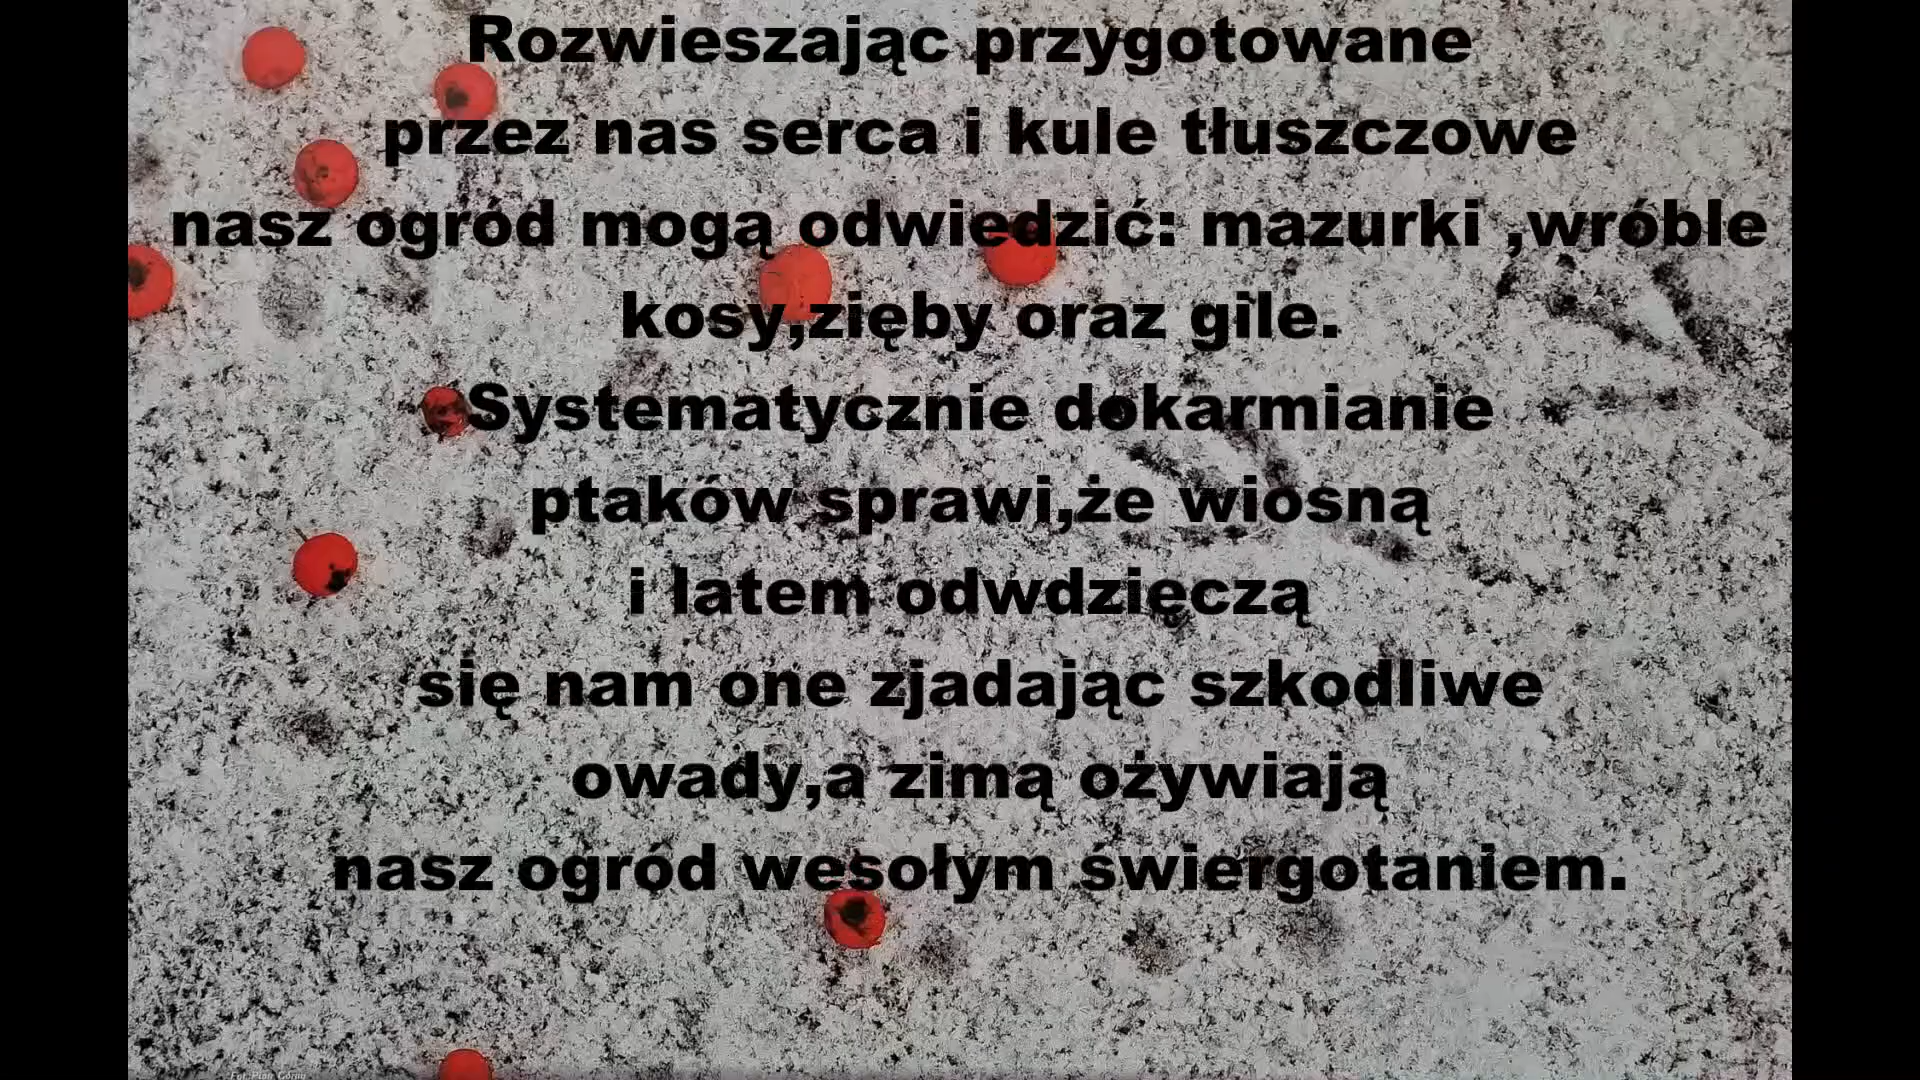 Rozwieszając przygotowane
przez nas serca i kule tłuszczowe
nasz ogród mogą odwiedzić: mazurki ,wróble
kosy,zięby oraz gile.
Systematycznie dokarmianie
ptaków sprawi,że wiosną
i latem odwdzięczą
się nam one zjadając szkodliwe
owady,a zimą ożywiają
nasz ogród wesołym świergotaniem.